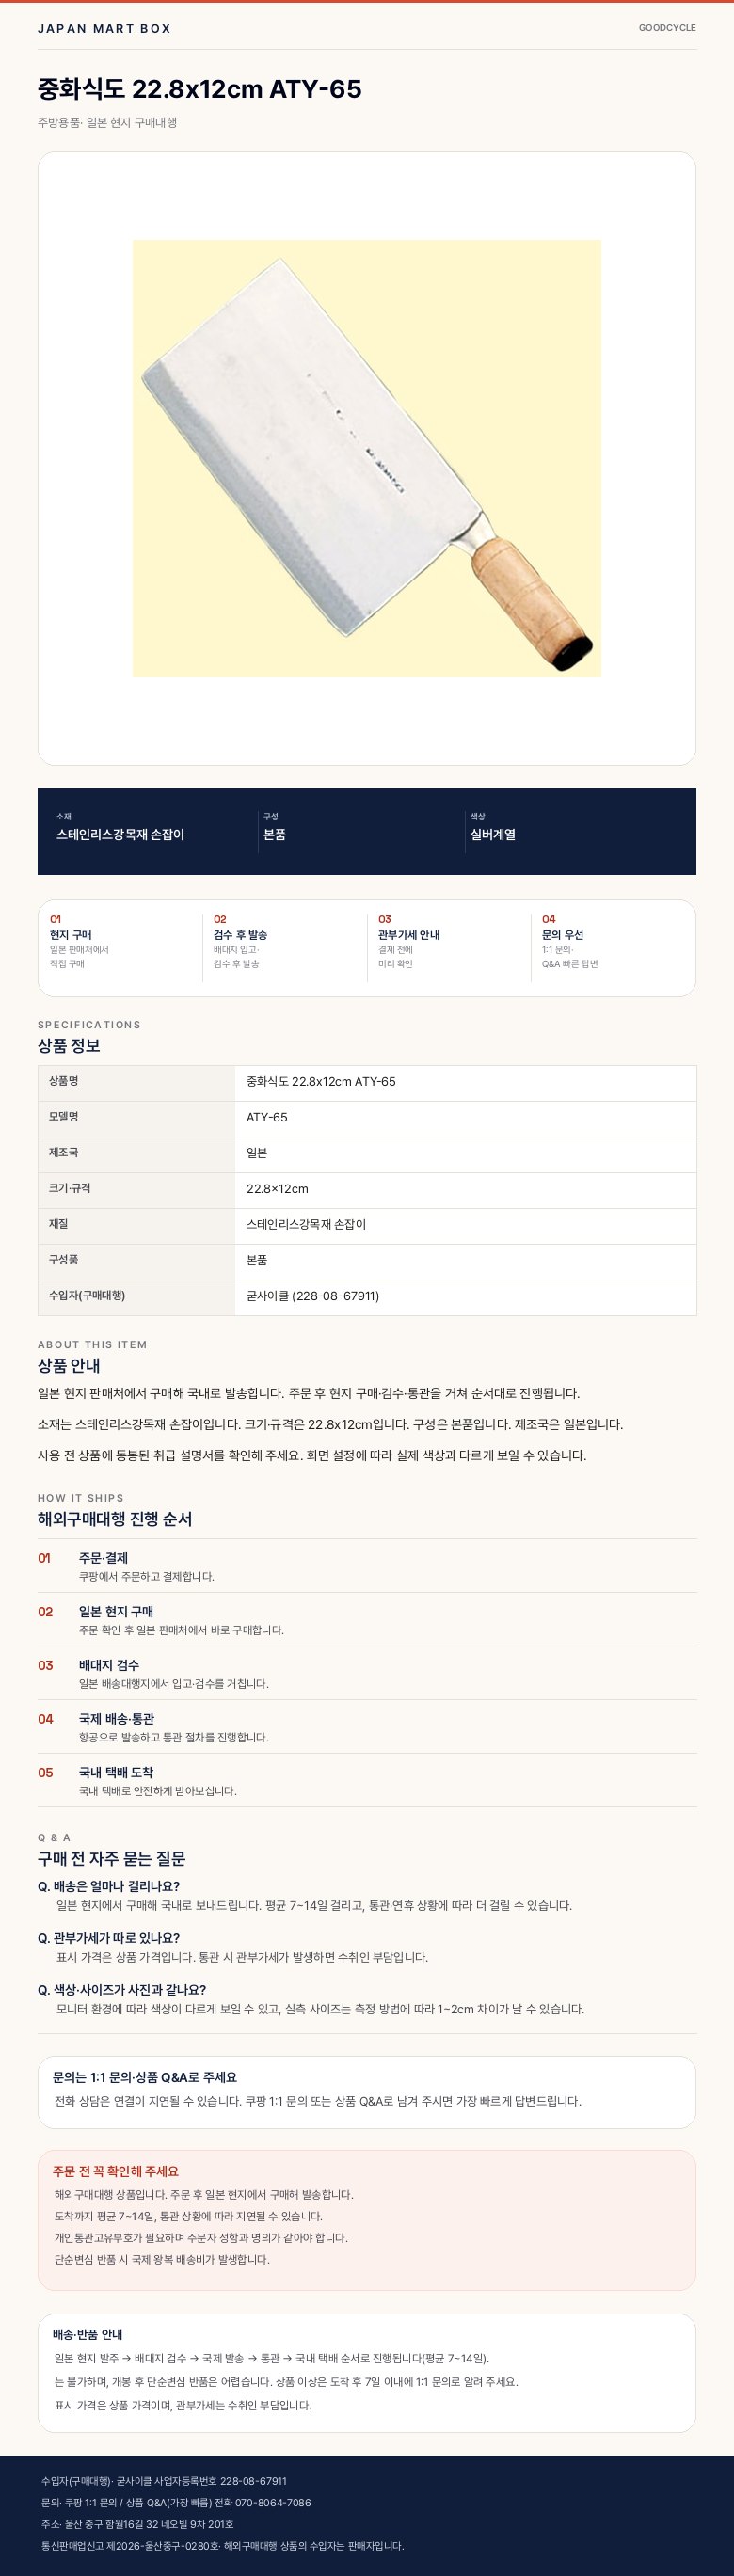 JAPAN MART BOX
GOODCYCLE
중화식도 22.8x12cm ATY-65
주방용품· 일본 현지 구매대행
소재
스테인리스강목재 손잡이
구성
본품
색상
실버계열
01
현지 구매
일본 판매처에서
직접 구매
02
검수 후 발송
배대지 입고·
검수 후 발송
03
관부가세 안내
결제 전에
미리 확인
04
문의 우선
1:1 문의·
Q&A 빠른 답변
SPECIFICATIONS
상품 정보
상품명 중화식도 22.8x12cm ATY-65
모델명 ATY-65
제조국 일본
크기·규격 22.8×12cm
재질 스테인리스강목재 손잡이
구성품 본품
수입자(구매대행) 굳사이클 (228-08-67911)
ABOUT THIS ITEM
상품 안내
일본 현지 판매처에서 구매해 국내로 발송합니다. 주문 후 현지 구매·검수·통관을 거쳐 순서대로 진행됩니다.
소재는 스테인리스강목재 손잡이입니다. 크기·규격은 22.8x12cm입니다. 구성은 본품입니다. 제조국은 일본입니다.
사용 전 상품에 동봉된 취급 설명서를 확인해 주세요. 화면 설정에 따라 실제 색상과 다르게 보일 수 있습니다.
HOW IT SHIPS
해외구매대행 진행 순서
01 주문·결제
쿠팡에서 주문하고 결제합니다.
02 일본 현지 구매
주문 확인 후 일본 판매처에서 바로 구매합니다.
03 배대지 검수
일본 배송대행지에서 입고·검수를 거칩니다.
04 국제 배송·통관
항공으로 발송하고 통관 절차를 진행합니다.
05 국내 택배 도착
국내 택배로 안전하게 받아보십니다.
Q & A
구매 전 자주 묻는 질문
Q. 배송은 얼마나 걸리나요?
일본 현지에서 구매해 국내로 보내드립니다. 평균 7~14일 걸리고, 통관·연휴 상황에 따라 더 걸릴 수 있습니다.
Q. 관부가세가 따로 있나요?
표시 가격은 상품 가격입니다. 통관 시 관부가세가 발생하면 수취인 부담입니다.
Q. 색상·사이즈가 사진과 같나요?
모니터 환경에 따라 색상이 다르게 보일 수 있고, 실측 사이즈는 측정 방법에 따라 1~2cm 차이가 날 수 있습니다.
문의는 1:1 문의·상품 Q&A로 주세요
전화 상담은 연결이 지연될 수 있습니다. 쿠팡 1:1 문의 또는 상품 Q&A로 남겨 주시면 가장 빠르게 답변드립니다.
주문 전 꼭 확인해 주세요
해외구매대행 상품입니다. 주문 후 일본 현지에서 구매해 발송합니다.
도착까지 평균 7~14일, 통관 상황에 따라 지연될 수 있습니다.
개인통관고유부호가 필요하며 주문자 성함과 명의가 같아야 합니다.
단순변심 반품 시 국제 왕복 배송비가 발생합니다.
배송·반품 안내
일본 현지 발주 → 배대지 검수 → 국제 발송 → 통관 → 국내 택배 순서로 진행됩니다(평균 7~14일).
는 불가하며, 개봉 후 단순변심 반품은 어렵습니다. 상품 이상은 도착 후 7일 이내에 1:1 문의로 알려 주세요.
표시 가격은 상품 가격이며, 관부가세는 수취인 부담입니다.
수입자(구매대행)· 굳사이클 사업자등록번호 228-08-67911
문의· 쿠팡 1:1 문의 / 상품 Q&A(가장 빠름) 전화 070-8064-7086
주소· 울산 중구 함월16길 32 네오빌 9차 201호
통신판매업신고 제2026-울산중구-0280호· 해외구매대행 상품의 수입자는 판매자입니다.